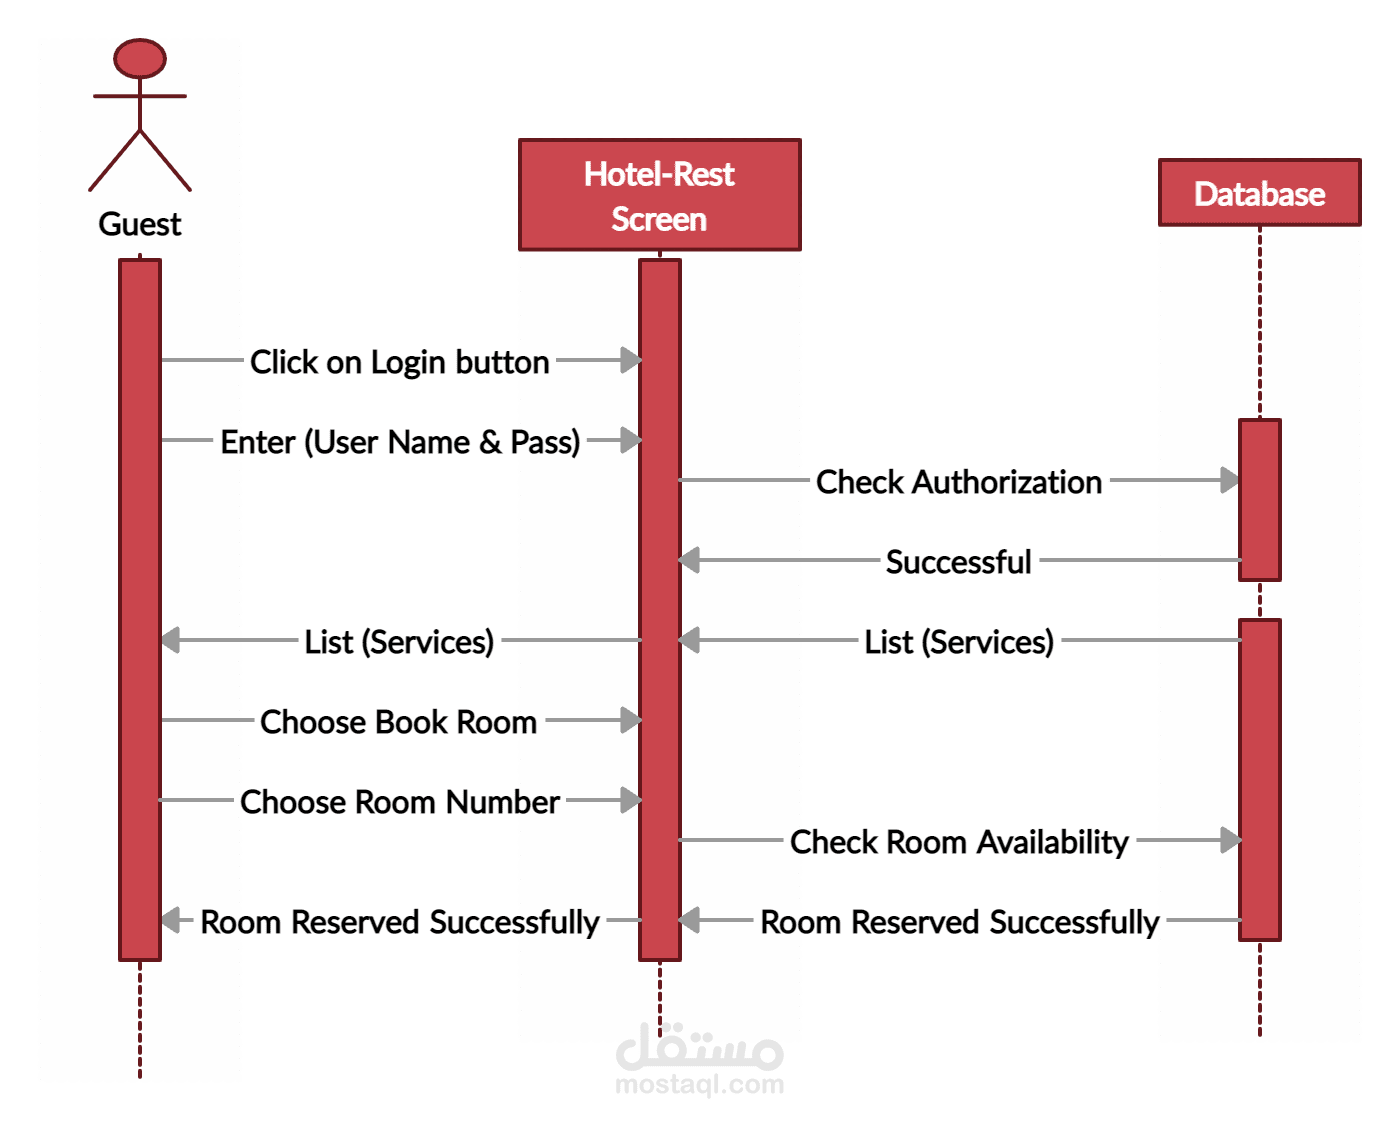 Guest
Hotel-Rest
Screen
Database
Click on Login button
Enter (User Name & Pass)
Check Authorization
Successful
List (Services)
List (Services)
Choose Book Room
Choose Room Number
Check Room Availability
Room Reserved Successfully
Room Reserved Successfully
مستقل
mostaql.com